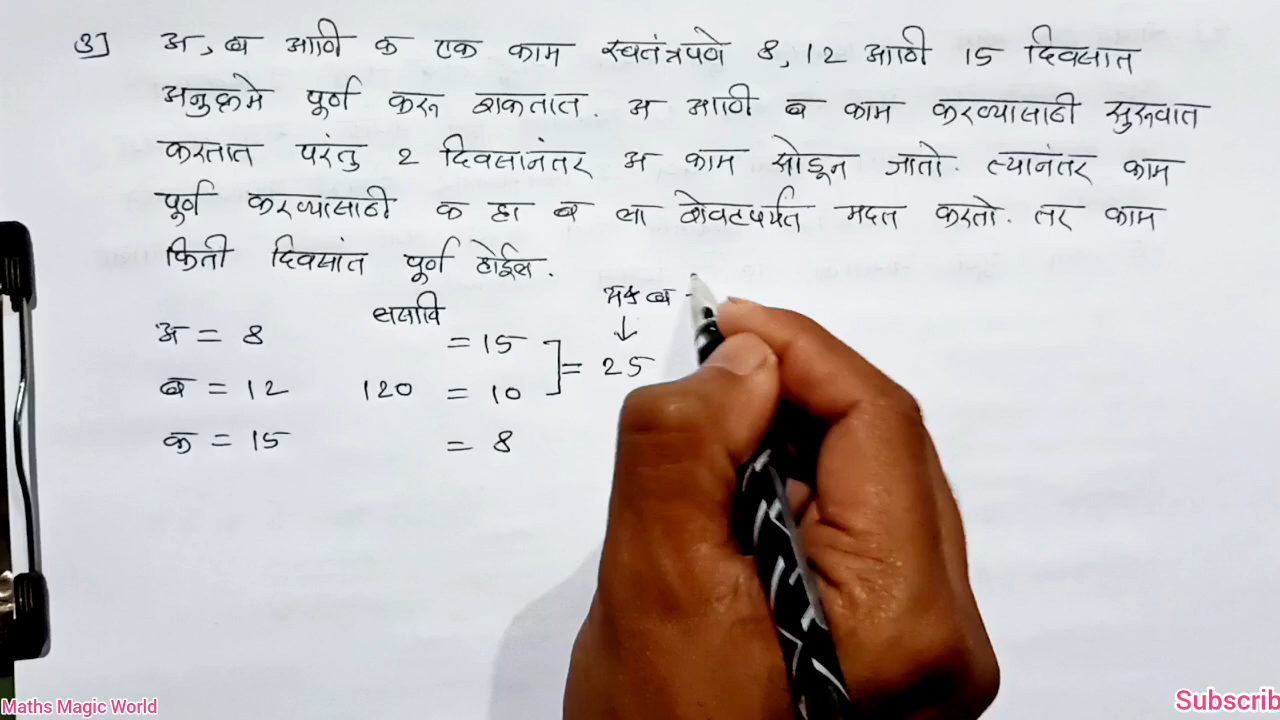 3] अ, ब आणि क एक काम स्वतंत्रपणे 8, 12 आणी 15 दिवसात
अनुक्रमे पूर्ण करू शकतात. अ आणि ब काम करण्यासाठी सुरुवात
करतात परंतु 2 दिवसांनंतर अ काम सोडून जातो. त्यानंतर काम
पूर्ण करण्यासाठी क हा ब ला शेवटपर्यंत मदत करतो. तर काम
किती दिवसांत पूर्ण होईल.
अ = 8
ब = 12
क = 15
लसावि
120
= 15
= 10
= 8
= 25
अ ब
↓
Maths Magic World
Subscrib